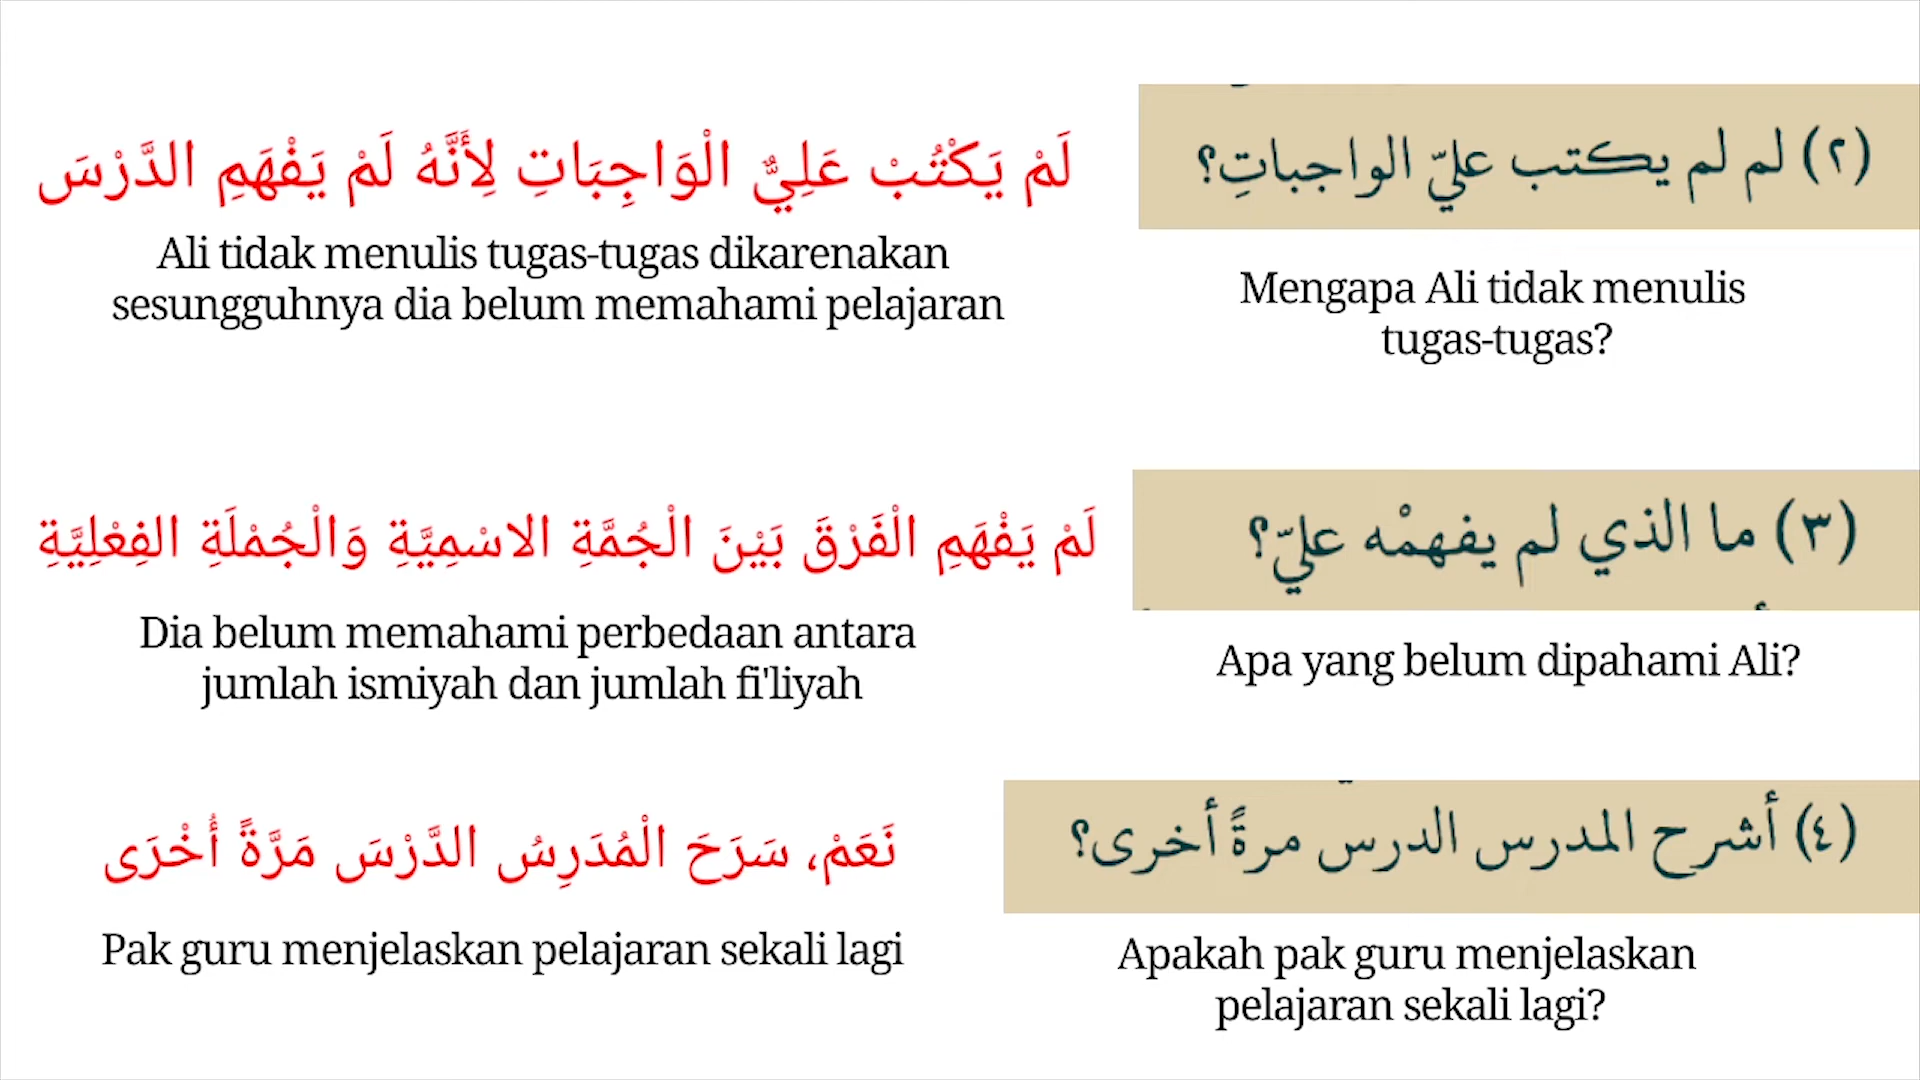 (٢) لم لم يكتب عليّ الواجباتِ؟
Mengapa Ali tidak menulis
tugas-tugas?
لَمْ يَكْتُبْ عَلِيٌّ الْوَاجِبَاتِ لِأَنَّهُ لَمْ يَفْهَمِ الدَّرْسَ
Ali tidak menulis tugas-tugas dikarenakan
sesungguhnya dia belum memahami pelajaran
(٣) ما الذي لم يفهمْه عليّ؟
Apa yang belum dipahami Ali?
لَمْ يَفْهَمِ الْفَرْقَ بَيْنَ الْجُمَّةِ الاسْمِيَّةِ وَالْجُمْلَةِ الفِعْلِيَّةِ
Dia belum memahami perbedaan antara
jumlah ismiyah dan jumlah fi'liyah
(٤) أشرح المدرس الدرس مرةً أخرى؟
Apakah pak guru menjelaskan
pelajaran sekali lagi?
نَعَمْ، سَرَحَ الْمُدَرِسُ الدَّرْسَ مَرَّةً أُخْرَى
Pak guru menjelaskan pelajaran sekali lagi